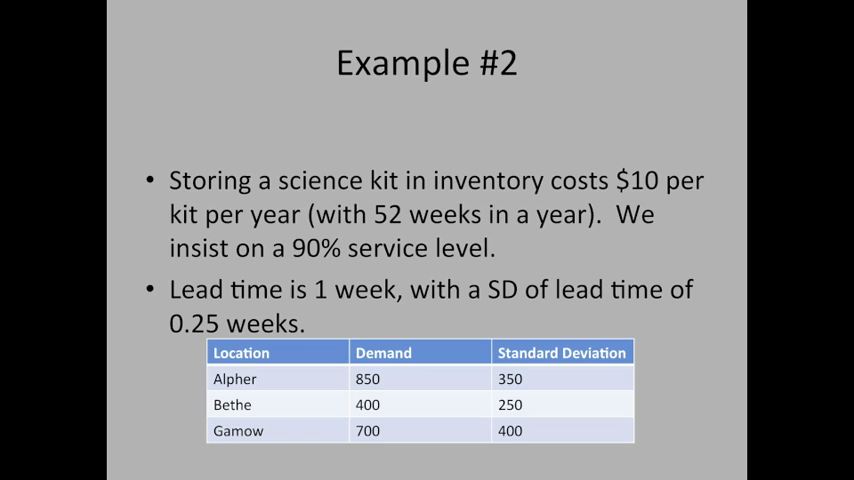 Example #2
• Storing a science kit in inventory costs $10 per
kit per year (with 52 weeks in a year).  We
insist on a 90% service level.
• Lead time is 1 week, with a SD of lead time of
0.25 weeks.
Location Demand Standard Deviation
Alpher 850 350
Bethe 400 250
Gamow 700 400